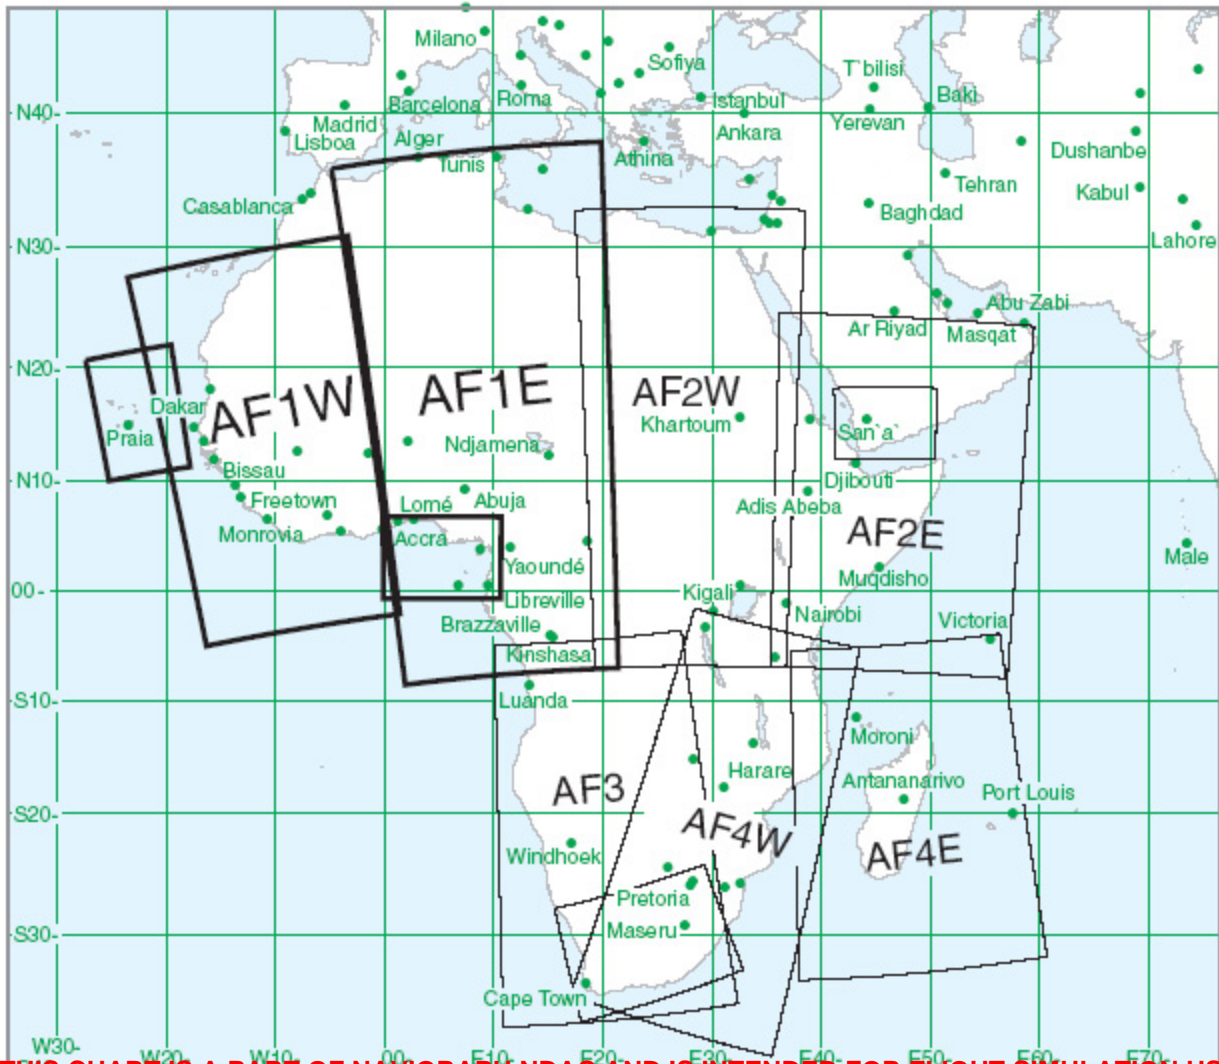 Milano
Sofiya
T`bilisi
Barcelona
Roma
Istanbul
Baki
N40-
Madrid
Ankara
Yerevan
Lisboa
Alger
Tunis
Athina
Dushanbe
Tehran
Kabul
Casablanca
Baghdad
N30-
Lahore
Abu Zabi
Ar Riyad
Masqat
N20-
AF1W
AF1E
AF2W
Dakar
Khartoum
San`a`
Praia
Ndjamena
Bissau
N10-
Djibouti
Freetown
Lomé
Abuja
Adis Abeba
Monrovia
Accra
AF2E
Male
Yaoundé
Muqdisho
00-
Kigali
Libreville
Nairobi
Victoria
Brazzaville
Kinshasa
S10-
Luanda
Moroni
Harare
AF3
Antananarivo
Port Louis
S20-
AF4W
AF4E
Windhoek
Pretoria
S30-
Maseru
Cape Town
W30-
W20-
W10-